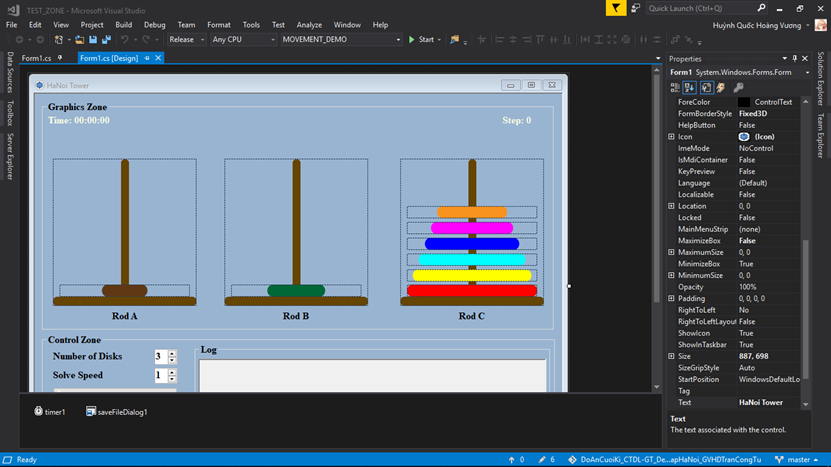 TEST_ZONE - Microsoft Visual Studio
Quick Launch (Ctrl+Q)
File Edit View Project Build Debug Team Format Tools Test Analyze Window Help
Huỳnh Quốc Hoàng Vương
Release Any CPU MOVEMENT_DEMO Start
Form1.cs Form1.cs [Design]
Data Sources
Toolbox
Server Explorer
HaNoi Tower
Graphics Zone
Time: 00:00:00 Step: 0
Rod A Rod B Rod C
Control Zone
Number of Disks 3
Solve Speed 1
Log
timer1 saveFileDialog1
Properties
Form1 System.Windows.Forms.Form
ForeColor ControlText
FormBorderStyle Fixed3D
HelpButton False
Icon (Icon)
ImeMode NoControl
IsMdiContainer False
KeyPreview False
Language (Default)
Localizable False
Location 0, 0
Locked False
MainMenuStrip (none)
MaximizeBox False
MaximumSize 0, 0
MinimizeBox True
MinimumSize 0, 0
Opacity 100%
Padding 0, 0, 0, 0
RightToLeft No
RightToLeftLayout False
ShowIcon True
ShowInTaskbar True
Size 887, 698
SizeGripStyle Auto
StartPosition WindowsDefaultLo
Tag
Text HaNoi Tower
Text
The text associated with the control.
Solution Explorer
Team Explorer
Ready 0 6 DoAnCuoiKi_CTDL-GT_De...apHaNoi_GVHDTranCongTu master